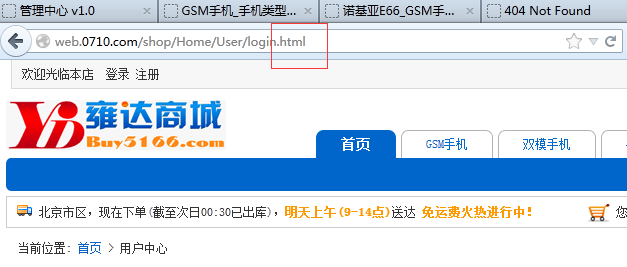 管理中心 v1.0
GSM手机_手机类型...
诺基亚E66_GSM手...
404 Not Found
web.0710.com/shop/Home/User/login.html
欢迎光临本店 登录 注册
YD 雍达商城
Buy5166.com
首页 GSM手机 双模手机
北京市区，现在下单(截至次日00:30已出库)，明天上午(9-14点)送达 免运费火热进行中! 您
当前位置: 首页 > 用户中心